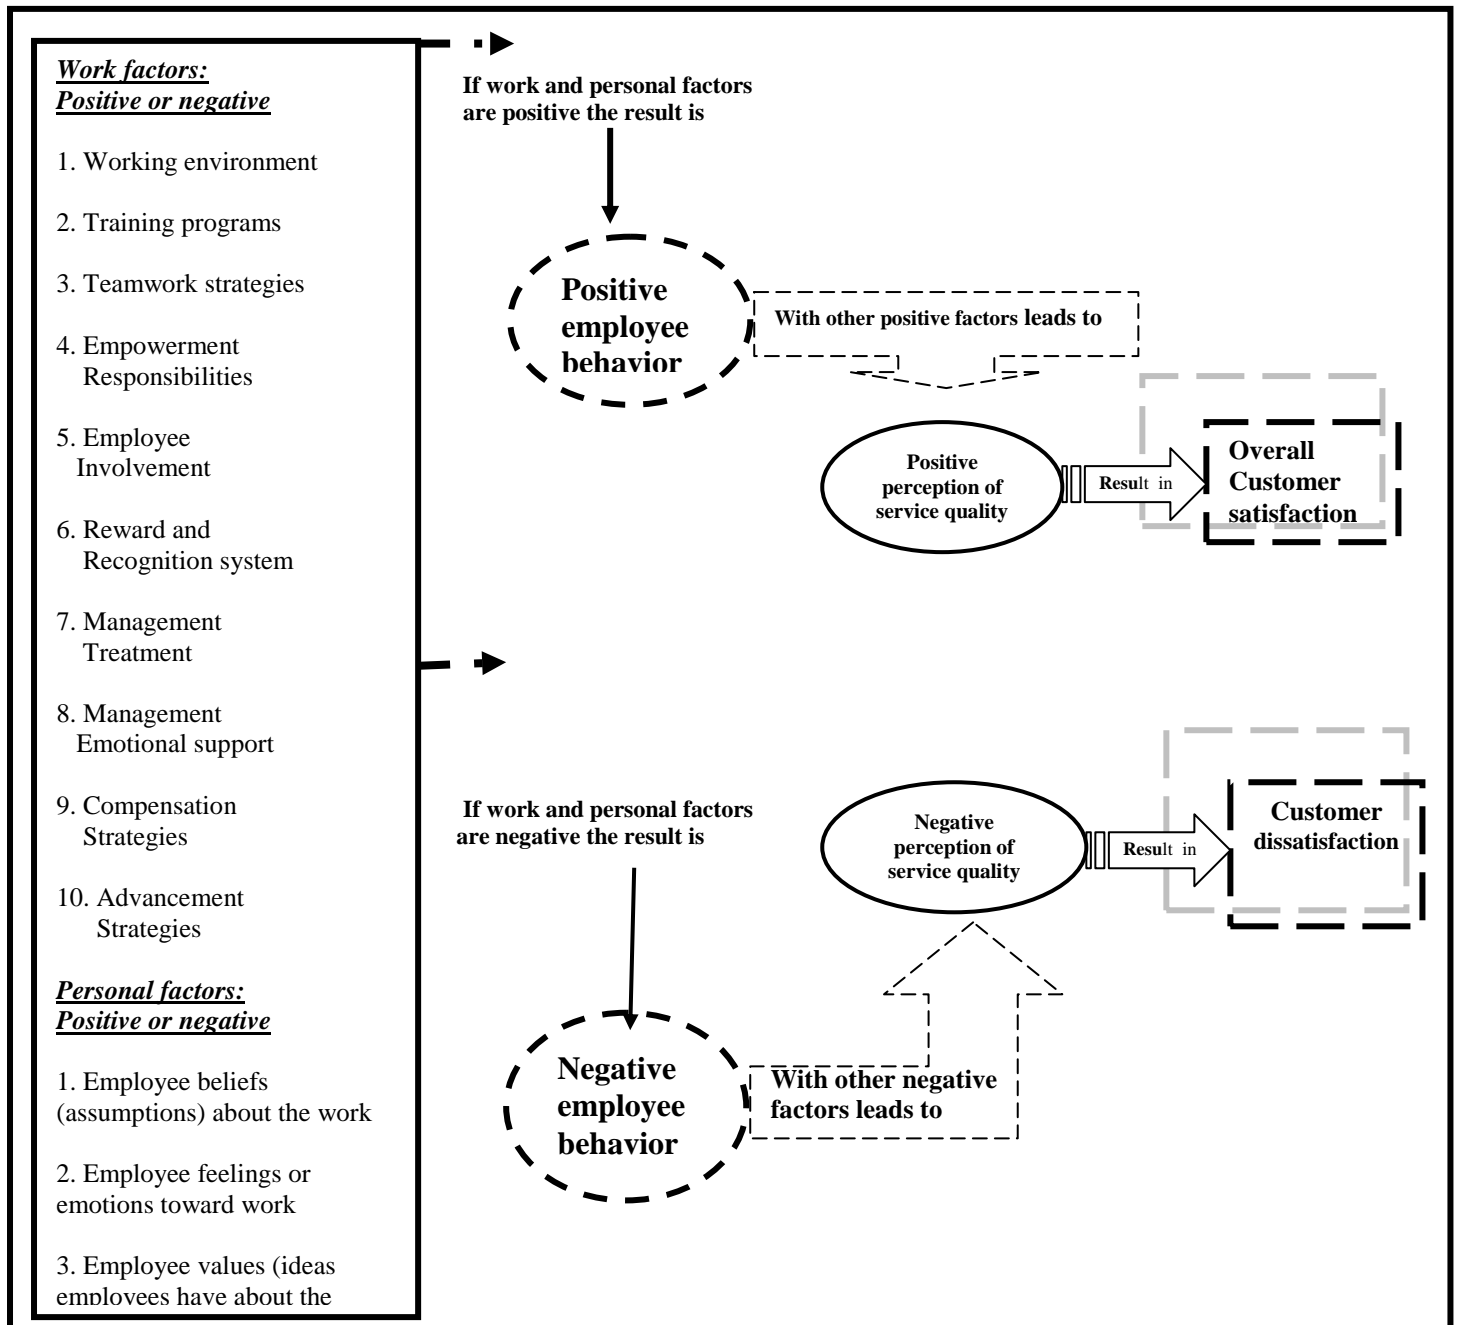 Work factors:
Positive or negative
1. Working environment
2. Training programs
3. Teamwork strategies
4. Empowerment
Responsibilities
5. Employee
Involvement
6. Reward and
Recognition system
7. Management
Treatment
8. Management
Emotional support
9. Compensation
Strategies
10. Advancement
Strategies
Personal factors:
Positive or negative
1. Employee beliefs
(assumptions) about the work
2. Employee feelings or
emotions toward work
3. Employee values (ideas
employees have about the
If work and personal factors
are positive the result is
Positive
employee
behavior
With other positive factors leads to
Positive
perception of
service quality
Result in
Overall
Customer
satisfaction
If work and personal factors
are negative the result is
Negative
employee
behavior
With other negative
factors leads to
Negative
perception of
service quality
Result in
Customer
dissatisfaction